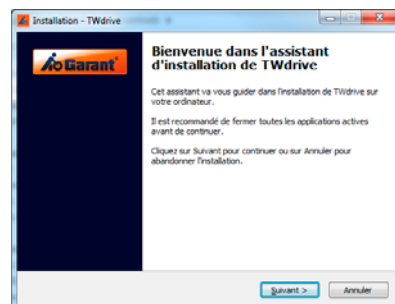 Installation - TWdrive
Garant
Bienvenue dans l'assistant
d'installation de TWdrive
Cet assistant va vous guider dans l'installation de TWdrive sur
votre ordinateur.
Il est recommandé de fermer toutes les applications actives
avant de continuer.
Cliquez sur Suivant pour continuer ou sur Annuler pour
abandonner l'installation.
Suivant >
Annuler